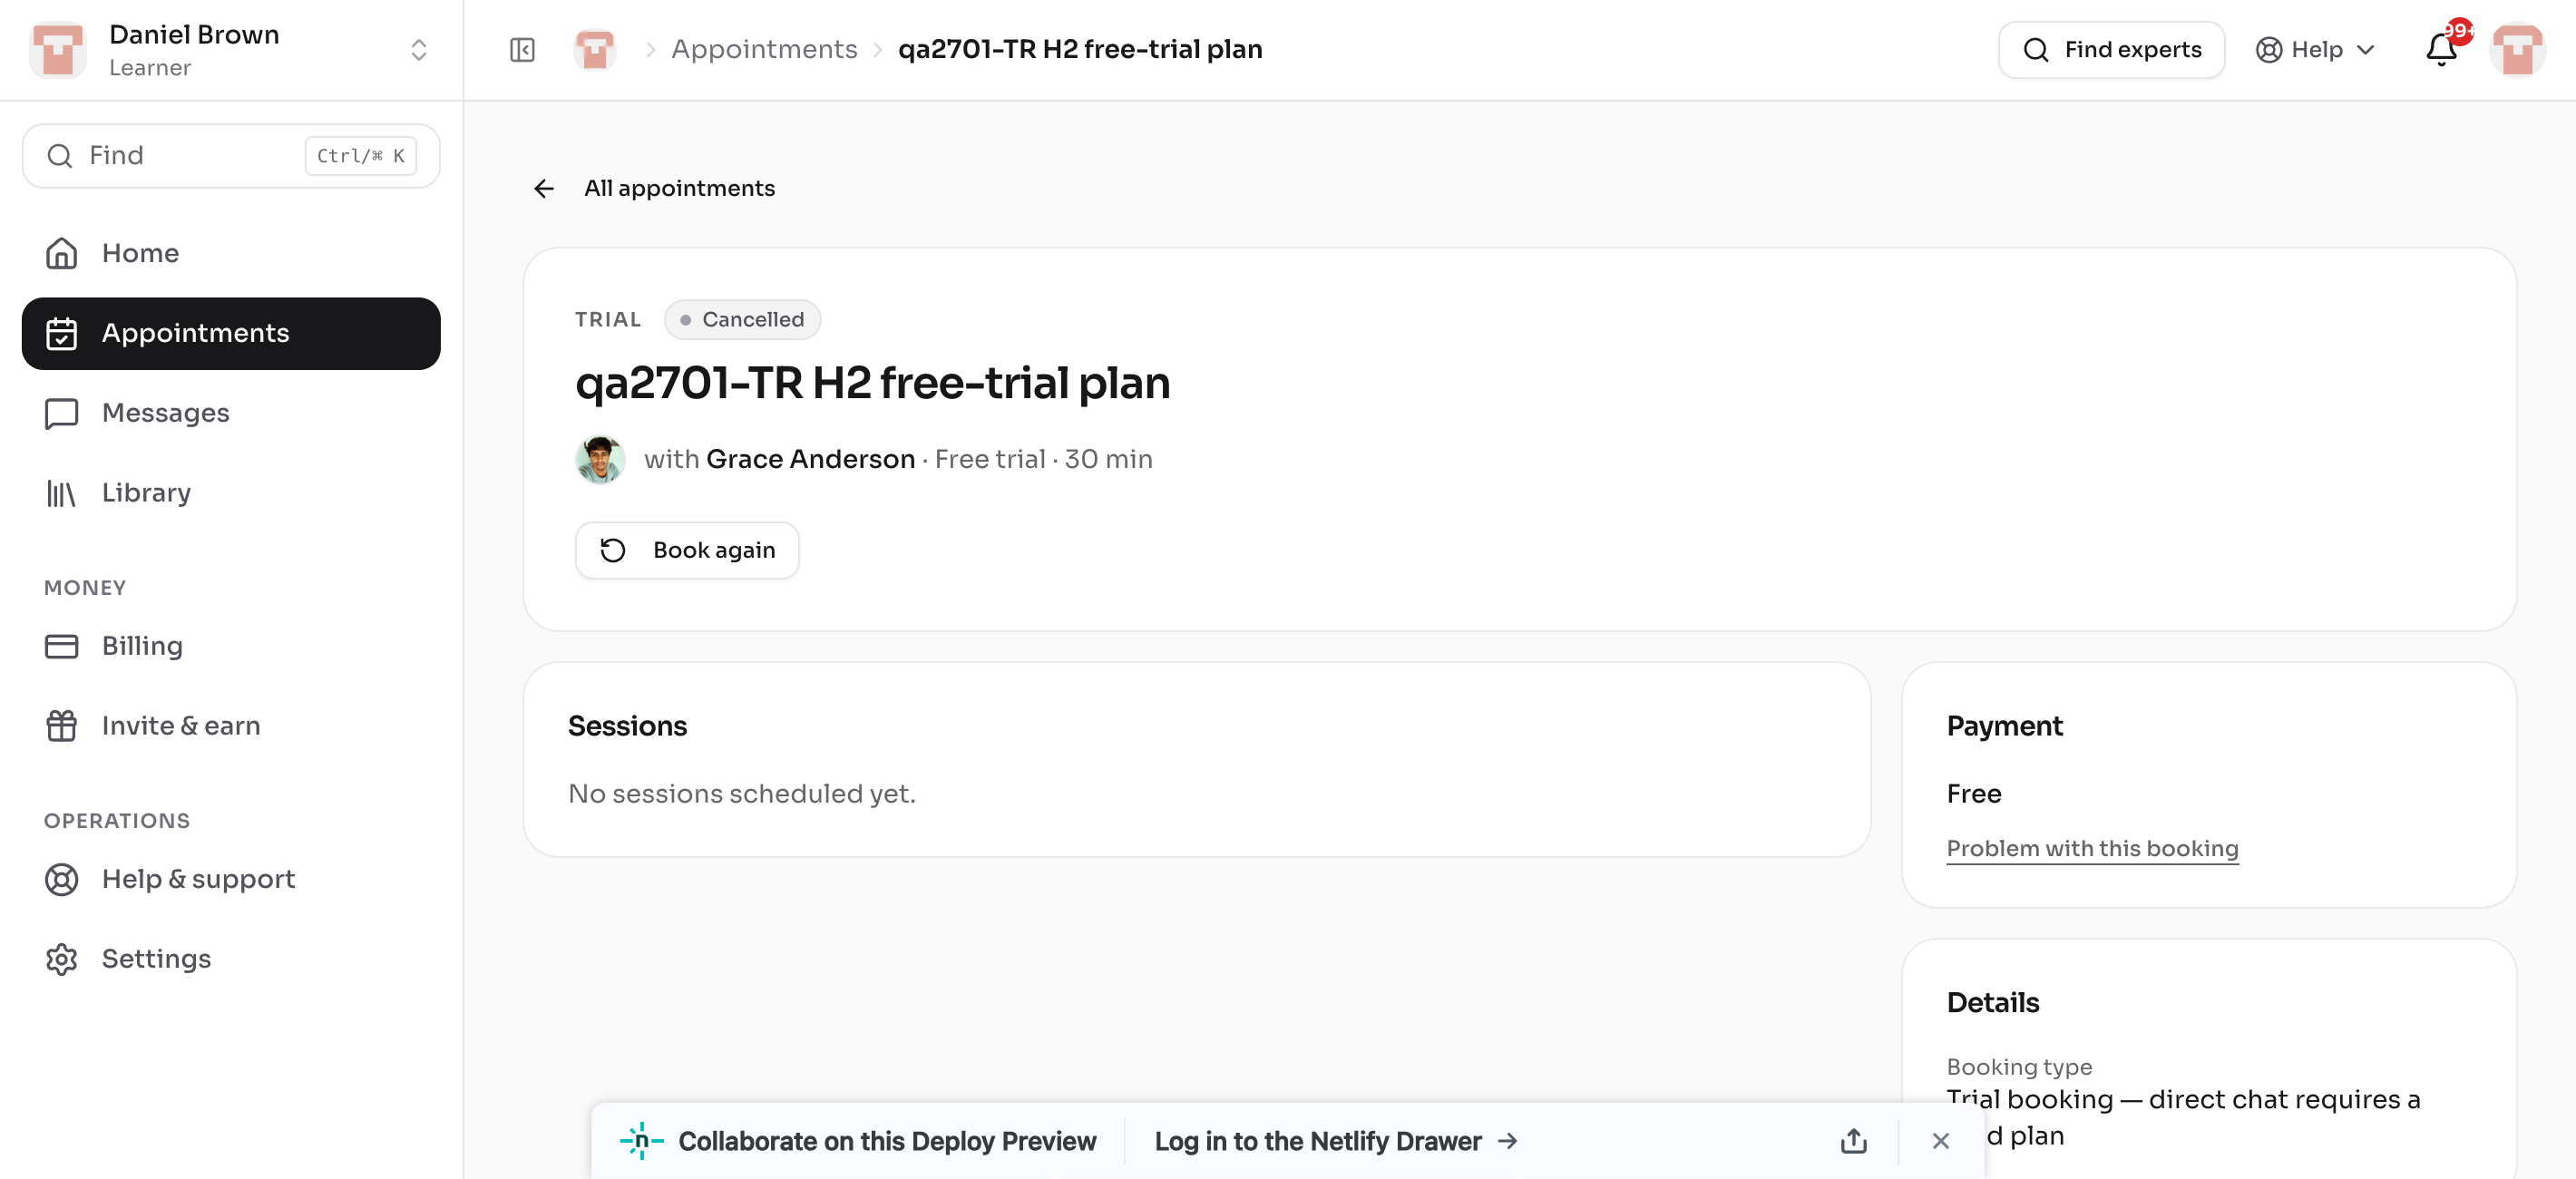 Daniel Brown
Learner
Find
Ctrl/⌘ K
Home
Appointments
Messages
Library
MONEY
Billing
Invite & earn
OPERATIONS
Help & support
Settings
Appointments
qa2701-TR H2 free-trial plan
Find experts
Help
99+
All appointments
TRIAL
Cancelled
qa2701-TR H2 free-trial plan
with Grace Anderson · Free trial · 30 min
Book again
Sessions
No sessions scheduled yet.
Payment
Free
Problem with this booking
Details
Booking type
Trial booking — direct chat requires a
d plan
Collaborate on this Deploy Preview
Log in to the Netlify Drawer →